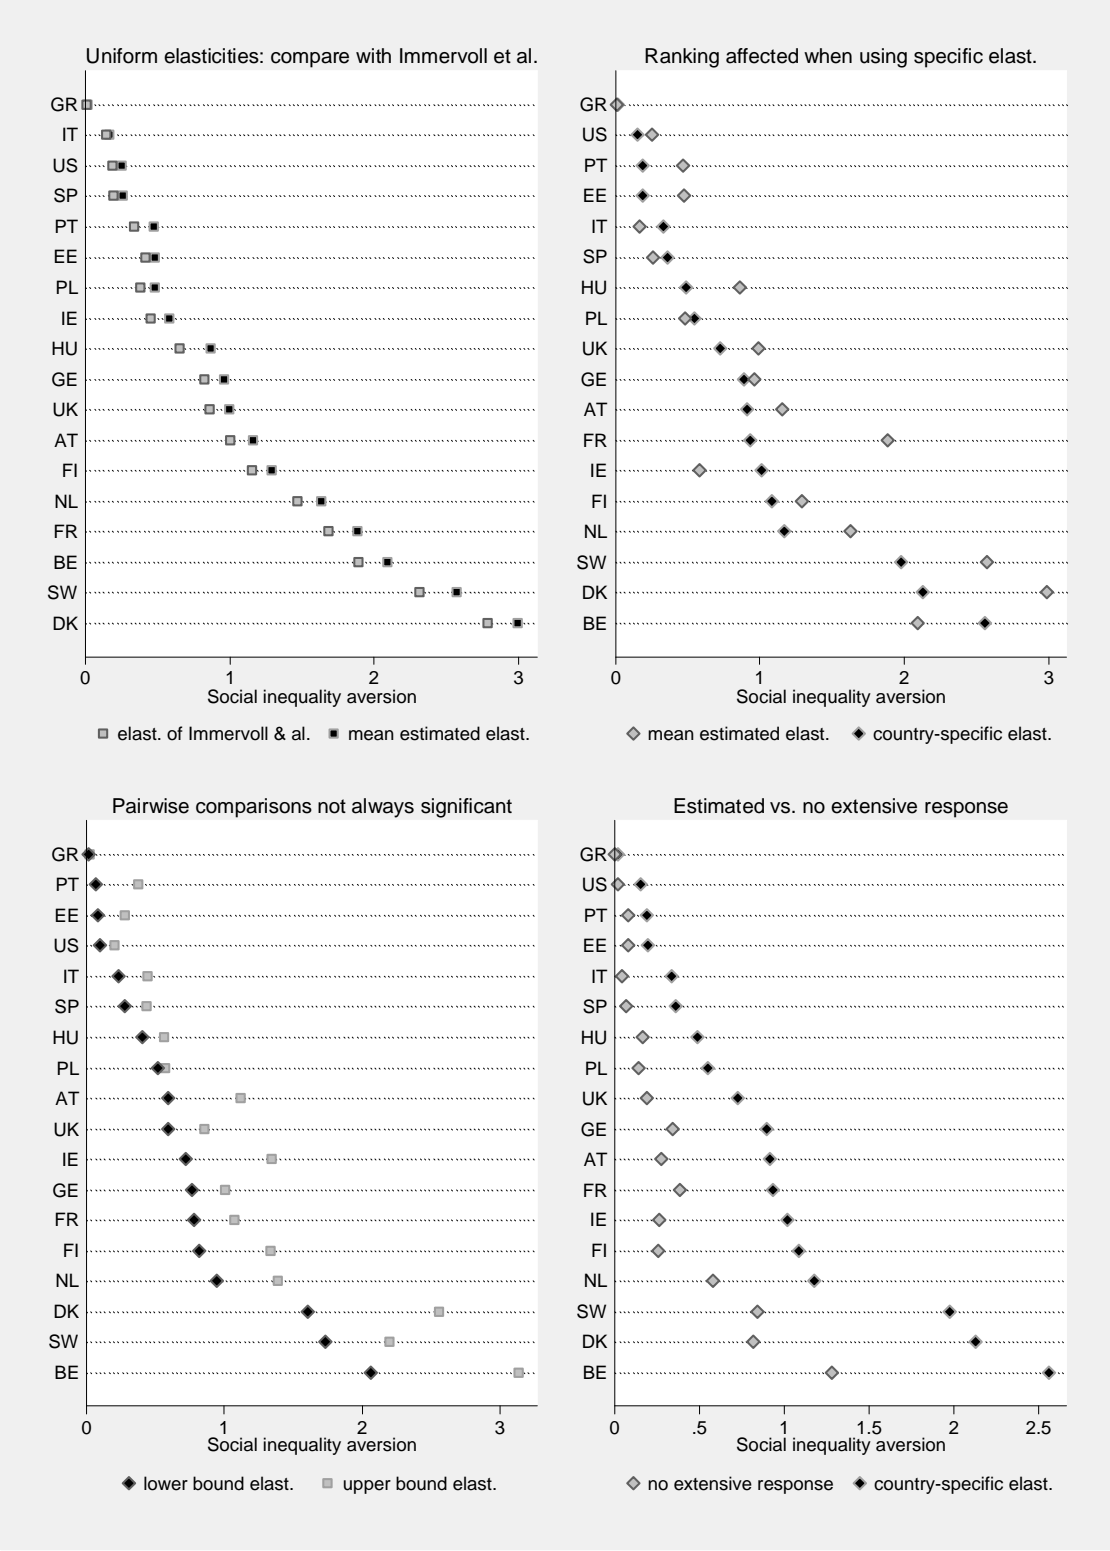 Uniform elasticities: compare with Immervoll et al.
GR
IT
US
SP
PT
EE
PL
IE
HU
GE
UK
AT
FI
NL
FR
BE
SW
DK
0 1 2 3
Social inequality aversion
elast. of Immervoll & al. mean estimated elast.
Ranking affected when using specific elast.
GR
US
PT
EE
IT
SP
HU
PL
UK
GE
AT
FR
IE
FI
NL
SW
DK
BE
0 1 2 3
Social inequality aversion
mean estimated elast. country-specific elast.
Pairwise comparisons not always significant
GR
PT
EE
US
IT
SP
HU
PL
AT
UK
IE
GE
FR
FI
NL
DK
SW
BE
0 1 2 3
Social inequality aversion
lower bound elast. upper bound elast.
Estimated vs. no extensive response
GR
US
PT
EE
IT
SP
HU
PL
UK
GE
AT
FR
IE
FI
NL
SW
DK
BE
0 .5 1 1.5 2 2.5
Social inequality aversion
no extensive response country-specific elast.